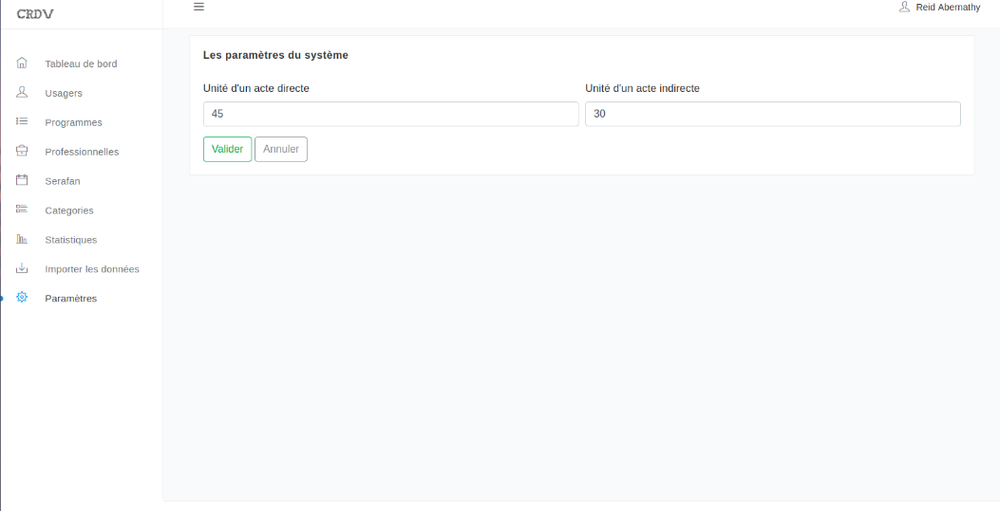 CRDV
Reid Abernathy
Tableau de bord
Usagers
Programmes
Professionnelles
Serafan
Categories
Statistiques
Importer les données
Paramètres
Les paramètres du système
Unité d'un acte directe
Unité d'un acte indirecte
45
30
Valider
Annuler